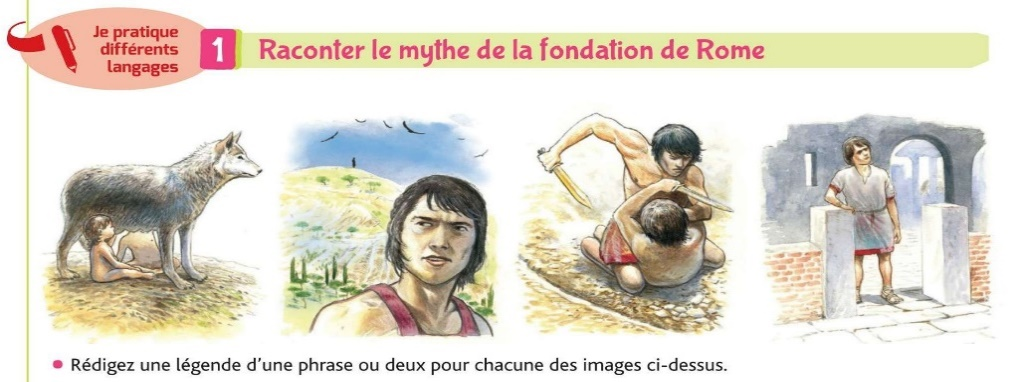 Je pratique
différents
langages
1 Raconter le mythe de la fondation de Rome
• Rédigez une légende d'une phrase ou deux pour chacune des images ci-dessus.